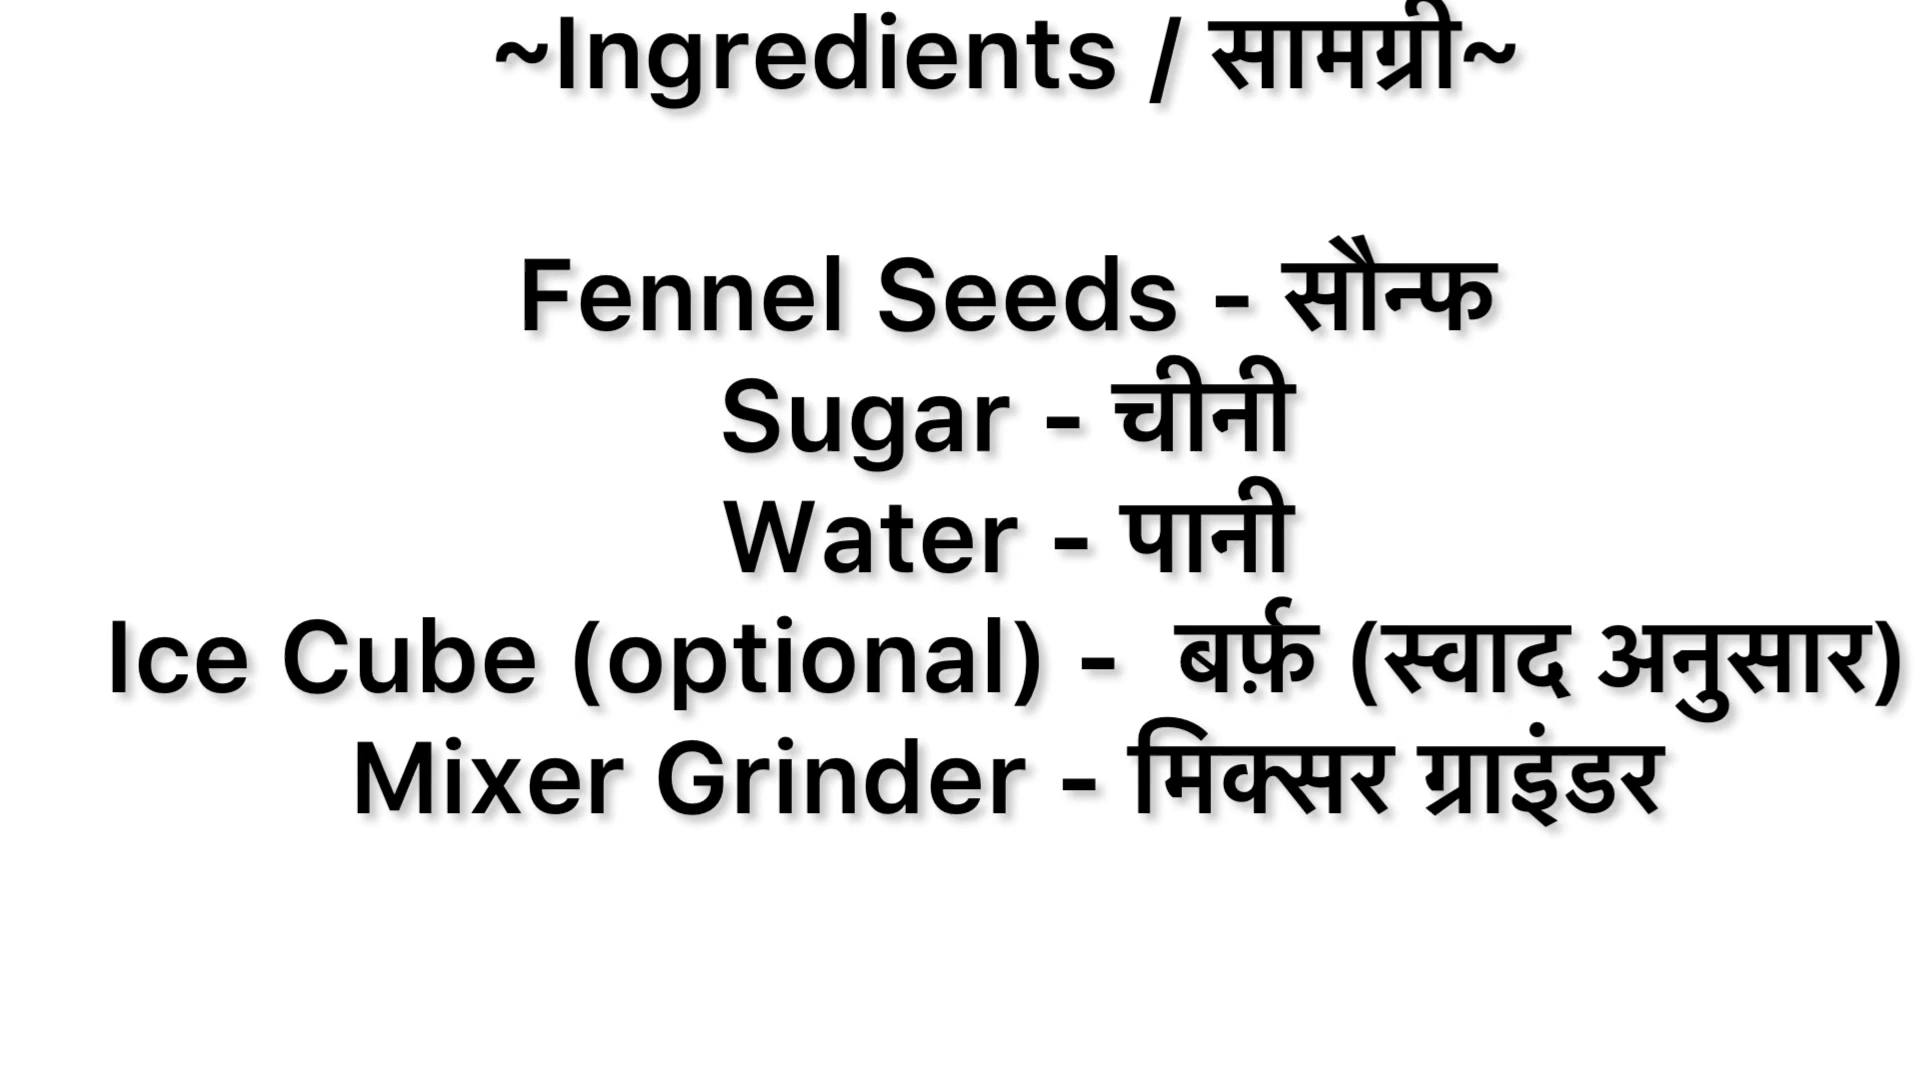 ~Ingredients / सामग्री~
Fennel Seeds - सौन्फ
Sugar - चीनी
Water - पानी
Ice Cube (optional) - बर्फ़ (स्वाद अनुसार)
Mixer Grinder - मिक्सर ग्राइंडर